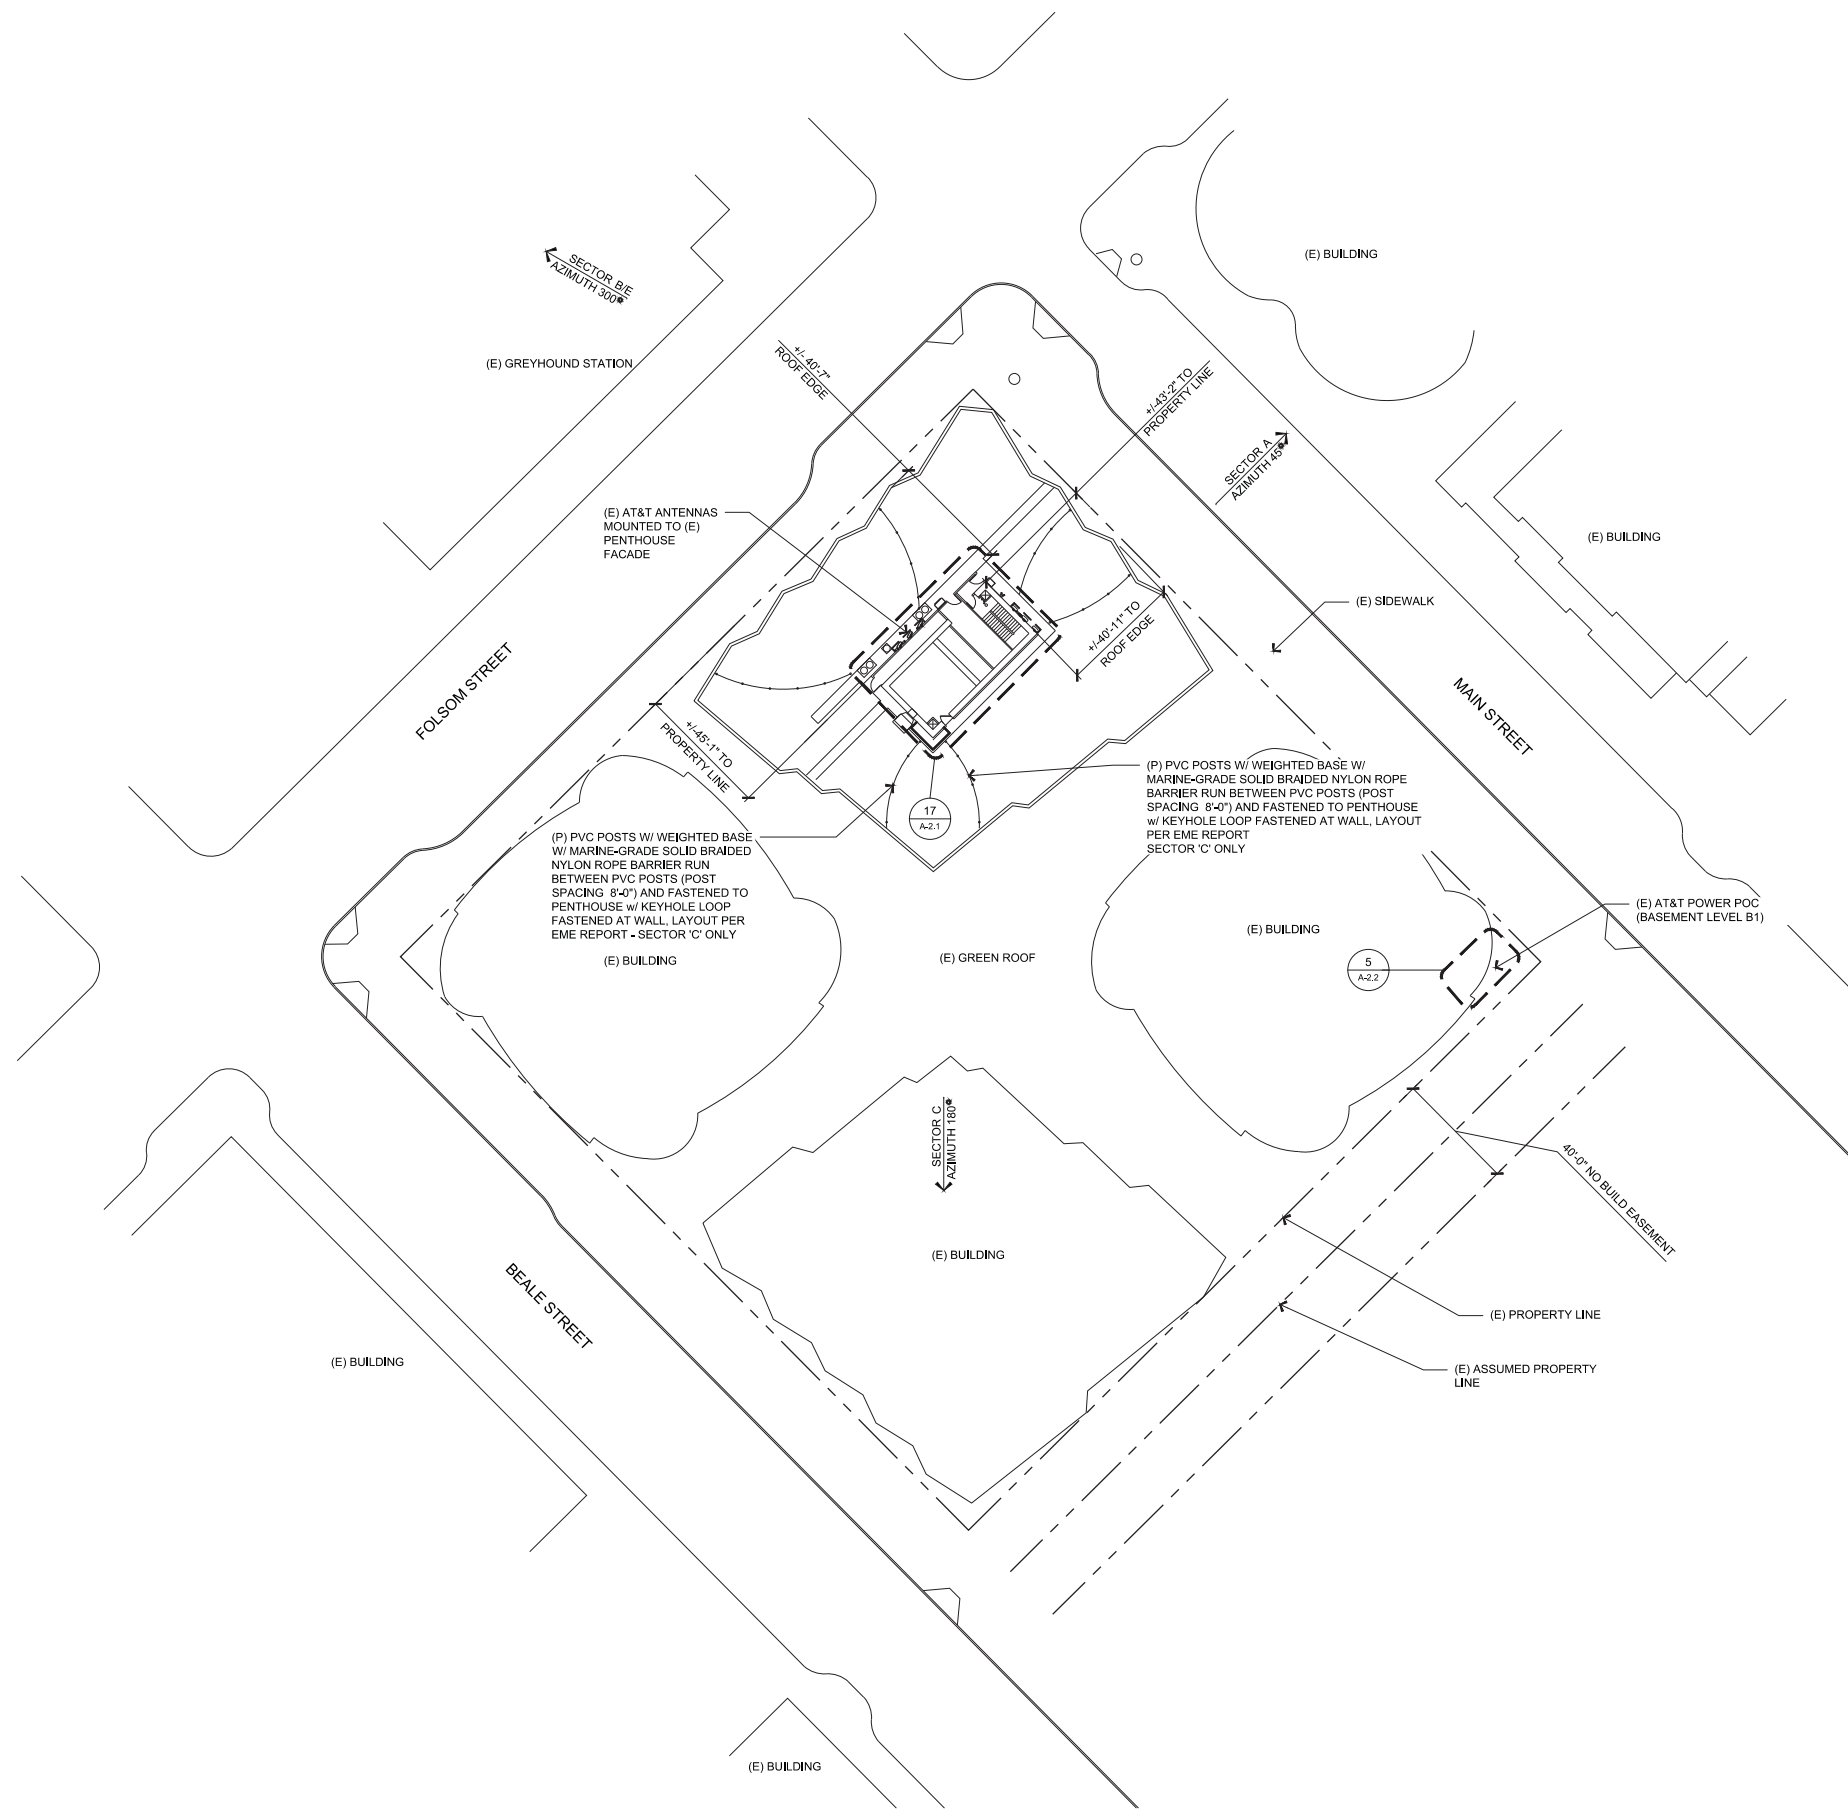 (E) BUILDING
SECTOR B/E
AZIMUTH 300°
(E) GREYHOUND STATION
+/- 40'-7"
ROOF EDGE
+/-43'-2" TO
PROPERTY LINE
SECTOR A
AZIMUTH 45°
(E) AT&T ANTENNAS
MOUNTED TO (E)
PENTHOUSE
FACADE
(E) BUILDING
(E) SIDEWALK
+/-40'-11" TO
ROOF EDGE
FOLSOM STREET
MAIN STREET
+/-45'-1" TO
PROPERTY LINE
(P) PVC POSTS W/ WEIGHTED BASE W/
MARINE-GRADE SOLID BRAIDED NYLON ROPE
BARRIER RUN BETWEEN PVC POSTS (POST
SPACING 8'-0") AND FASTENED TO PENTHOUSE
w/ KEYHOLE LOOP FASTENED AT WALL, LAYOUT
PER EME REPORT
SECTOR 'C' ONLY
17
A-2.1
(P) PVC POSTS W/ WEIGHTED BASE
W/ MARINE-GRADE SOLID BRAIDED
NYLON ROPE BARRIER RUN
BETWEEN PVC POSTS (POST
SPACING 8'-0") AND FASTENED TO
PENTHOUSE w/ KEYHOLE LOOP
FASTENED AT WALL, LAYOUT PER
EME REPORT - SECTOR 'C' ONLY
(E) BUILDING
(E) GREEN ROOF
(E) BUILDING
(E) AT&T POWER POC
(BASEMENT LEVEL B1)
5
A-2.2
SECTOR C
AZIMUTH 180°
40'-0" NO BUILD EASEMENT
(E) BUILDING
BEALE STREET
(E) PROPERTY LINE
(E) BUILDING
(E) ASSUMED PROPERTY
LINE
(E) BUILDING